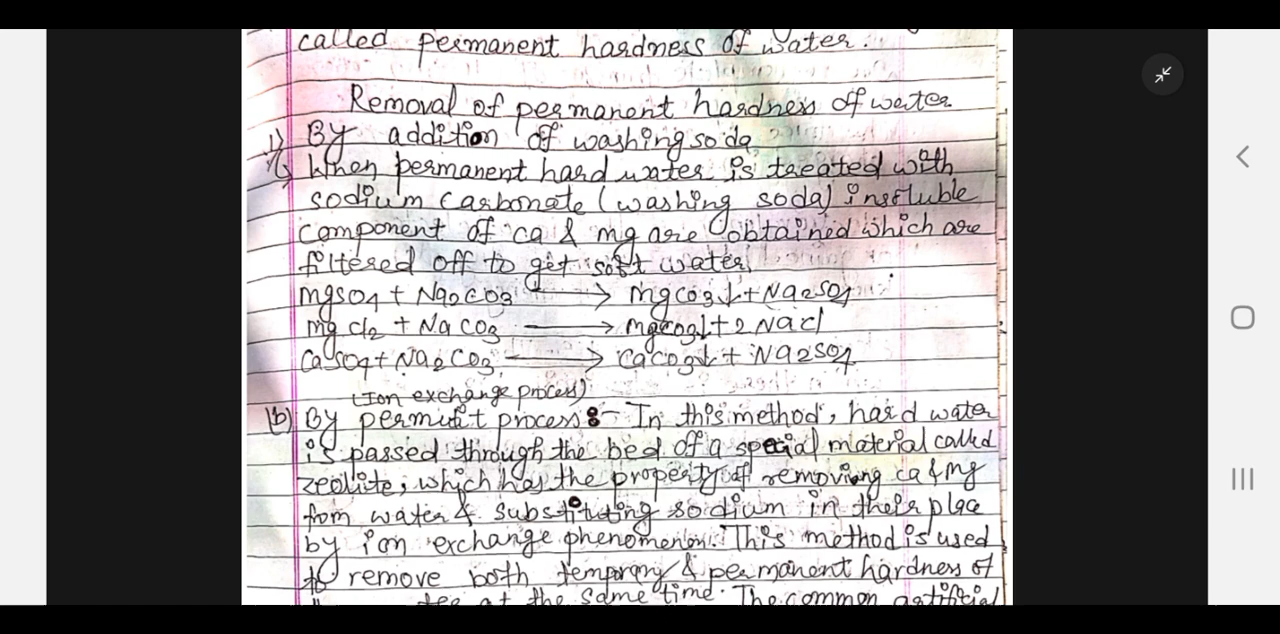 called permanent hardness of water.
Removal of permanent hardness of water
By addition of washing soda
When permanent hard water is treated with
sodium carbonate (washing soda) insoluble
component of ca & mg are obtained which are
filtered off to get soft water
mgso4 + Na2CO3 → mgco3↓ + Na2SO4
mg cl2 + Na CO3 → mgco3↓ + 2 Nacl
CaSO4 + Na2CO3 → caco3↓ + Na2SO4
(Ion exchange process)
(b) By permutit process :- In this method, hard water
is passed through the bed of a special material called
zeolite, which has the property of removing ca & mg
from water & substituting sodium in their place
by ion exchange phenomenon. This method is used
to remove both temprary & permanent hardness of
at the same time. The common artificial